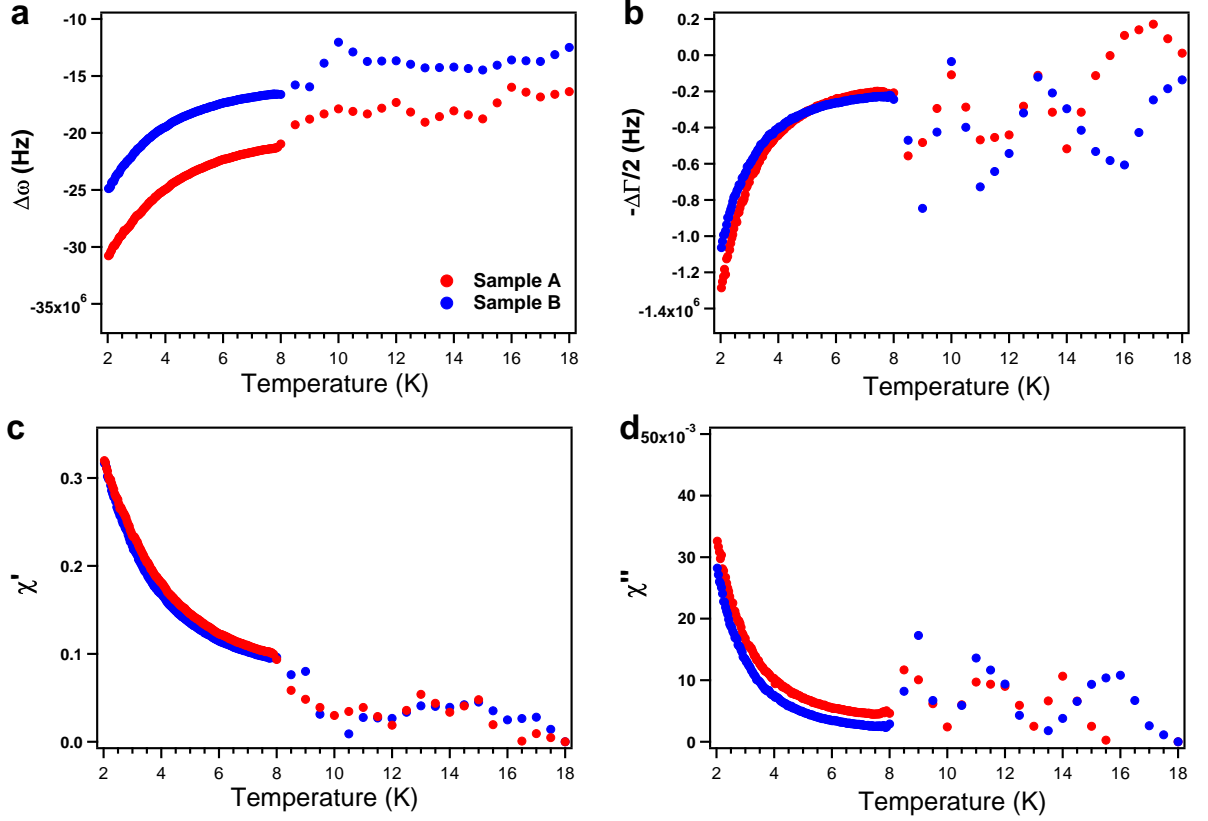 a
-10
-15
-20
-25
-30
-35x10⁶
Δω (Hz)
Sample A
Sample B
2 4 6 8 10 12 14 16 18
Temperature (K)
b
0.2
0.0
-0.2
-0.4
-0.6
-0.8
-1.0
-1.2
-1.4x10⁶
-ΔΓ/2 (Hz)
2 4 6 8 10 12 14 16 18
Temperature (K)
c
0.3
0.2
0.1
0.0
χ'
2 4 6 8 10 12 14 16 18
Temperature (K)
d
50x10⁻³
40
30
20
10
0
χ"
2 4 6 8 10 12 14 16 18
Temperature (K)